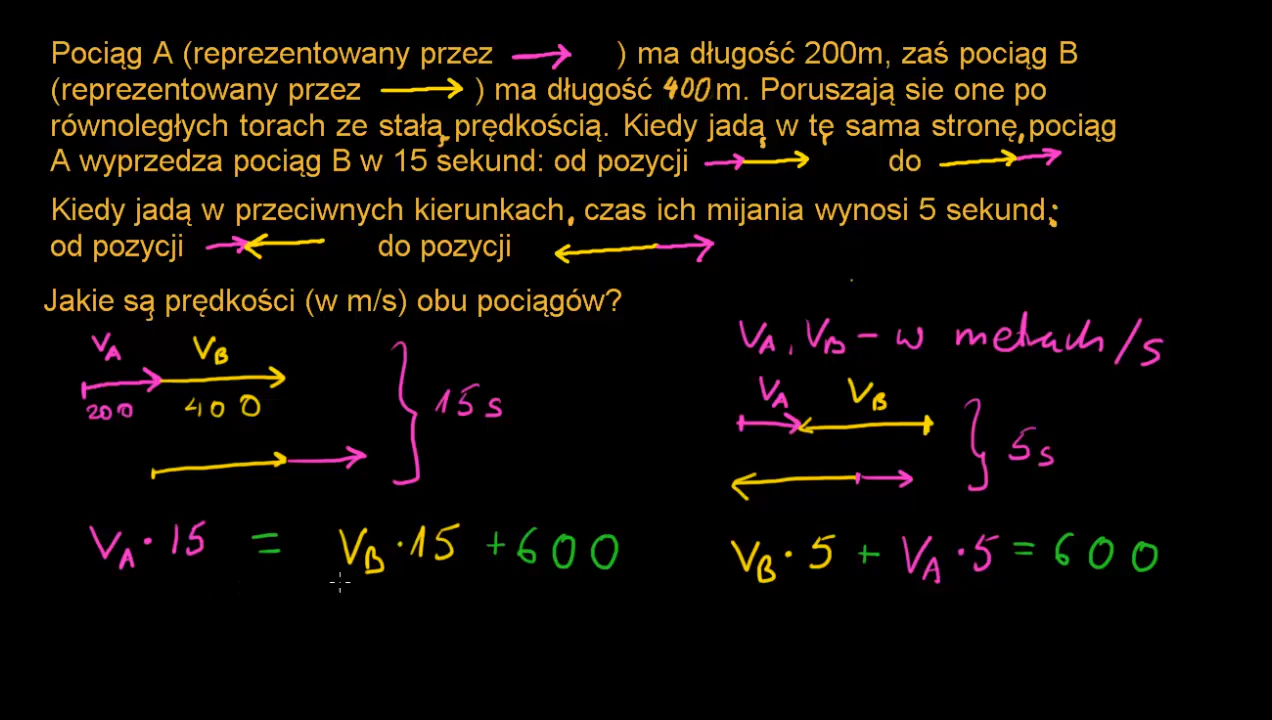 Pociąg A (reprezentowany przez ) ma długość 200m, zaś pociąg B
(reprezentowany przez ) ma długość 400 m. Poruszają sie one po
równoległych torach ze stałą prędkością. Kiedy jadą w tę sama stronę, pociąg
A wyprzedza pociąg B w 15 sekund: od pozycji do
Kiedy jadą w przeciwnych kierunkach, czas ich mijania wynosi 5 sekund:
od pozycji do pozycji
Jakie są prędkości (w m/s) obu pociągów?
VA, VB - w metrach/s
VA VB
200 400
15 s
VA VB
5 s
VA · 15 = VB · 15 + 600
VB · 5 + VA · 5 = 600